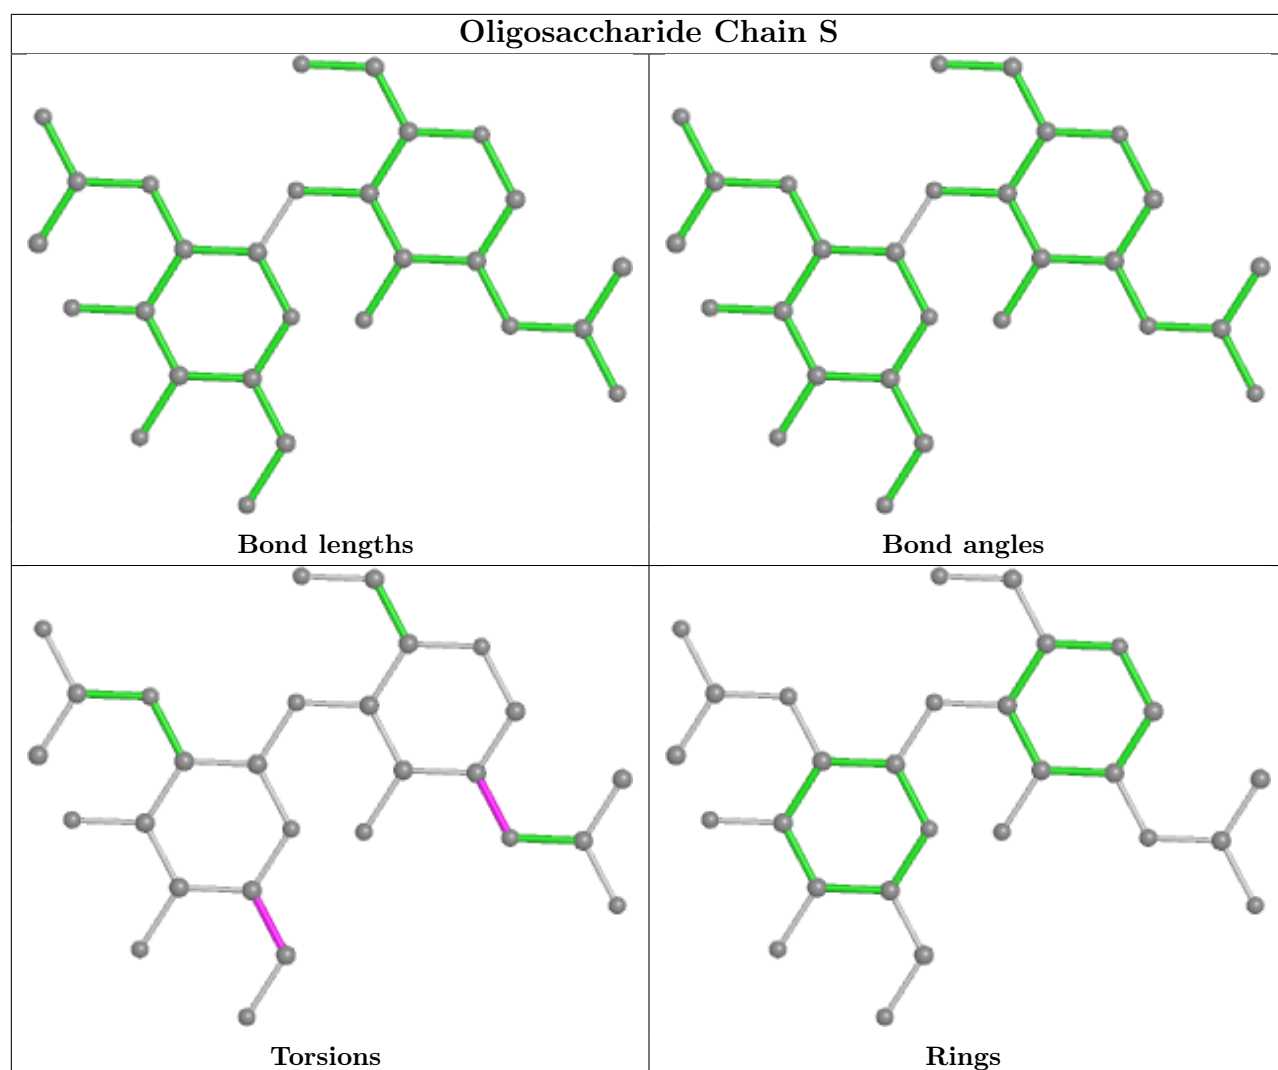 Oligosaccharide Chain S
Bond lengths
Bond angles
Torsions
Rings